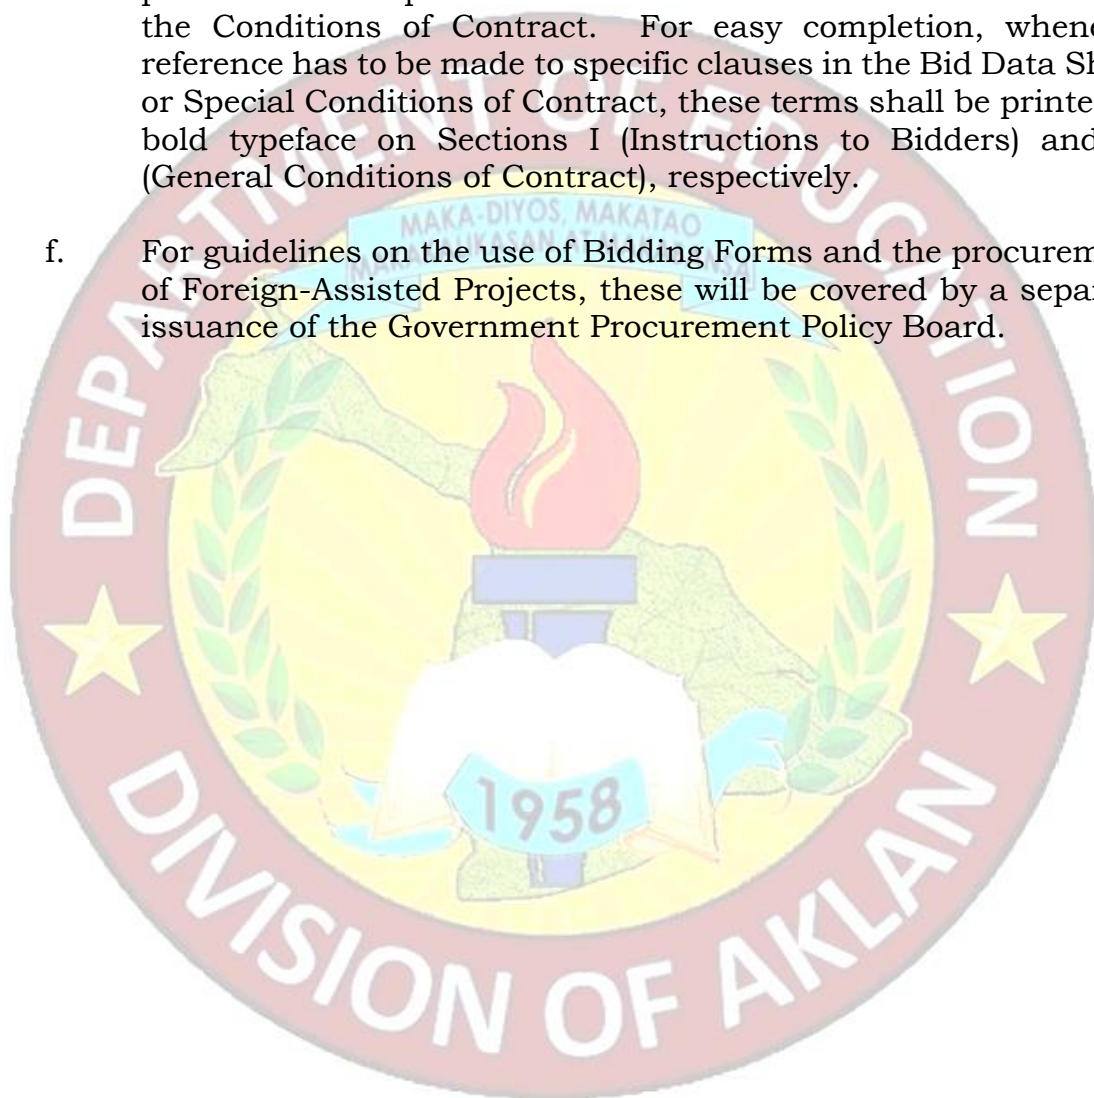 the Conditions of Contract. For easy completion, whene
reference has to be made to specific clauses in the Bid Data Sh
or Special Conditions of Contract, these terms shall be printe
bold typeface on Sections I (Instructions to Bidders) and
(General Conditions of Contract), respectively.
f. For guidelines on the use of Bidding Forms and the procurem
of Foreign-Assisted Projects, these will be covered by a separ
issuance of the Government Procurement Policy Board.
DEPARTMENT OF EDUCATION
MAKA-DIYOS, MAKATAO
1958
DIVISION OF AKLAN